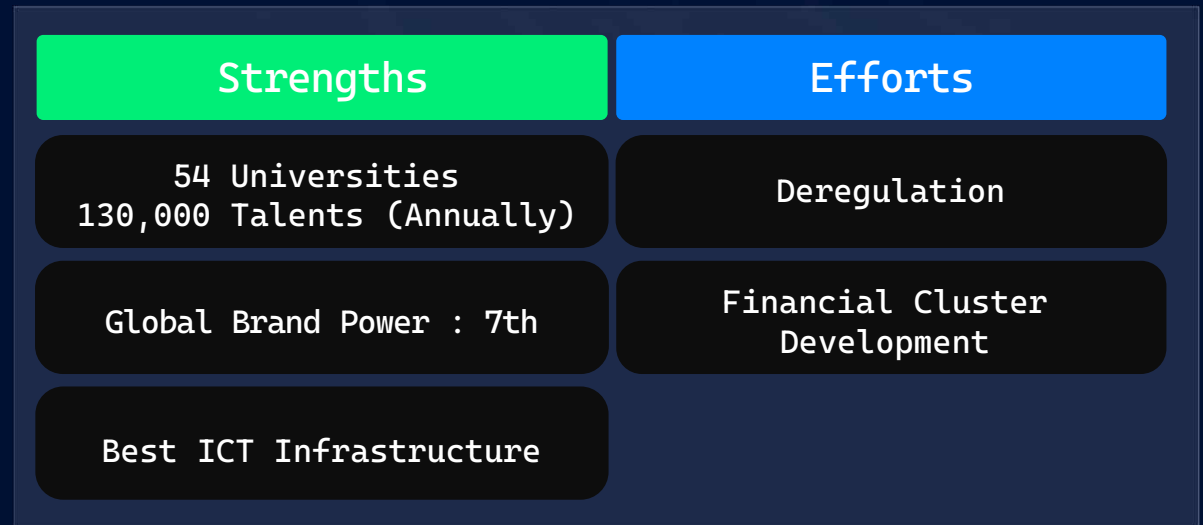 Strengths
Efforts
54 Universities
130,000 Talents (Annually)
Deregulation
Global Brand Power : 7th
Financial Cluster
Development
Best ICT Infrastructure